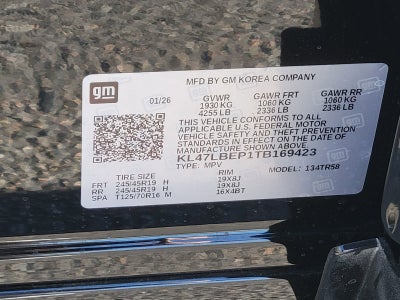 gm
MFD BY GM KOREA COMPANY
01/26 GVWR GAWR FRT GAWR RR
1930 KG 1060 KG 1060 KG
4255 LB 2336 LB 2336 LB
THIS VEHICLE CONFORMS TO ALL
APPLICABLE U.S. FEDERAL MOTOR
VEHICLE SAFETY AND THEFT PREVENTION
STANDARDS IN EFFECT ON THE DATE OF
MANUFACTURE SHOWN ABOVE.
KL47LBEP1TB169423
TYPE: MPV MODEL: 134TR58
TIRE SIZE RIM
FRT 245/45R19 H 19X8J
RR 245/45R19 H 19X8J
SPA T125/70R16 M 16X4BT